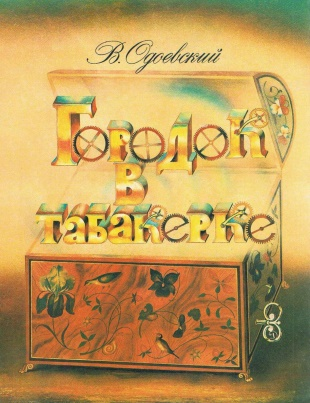 В. Одоевский
Городок
в
табакерке